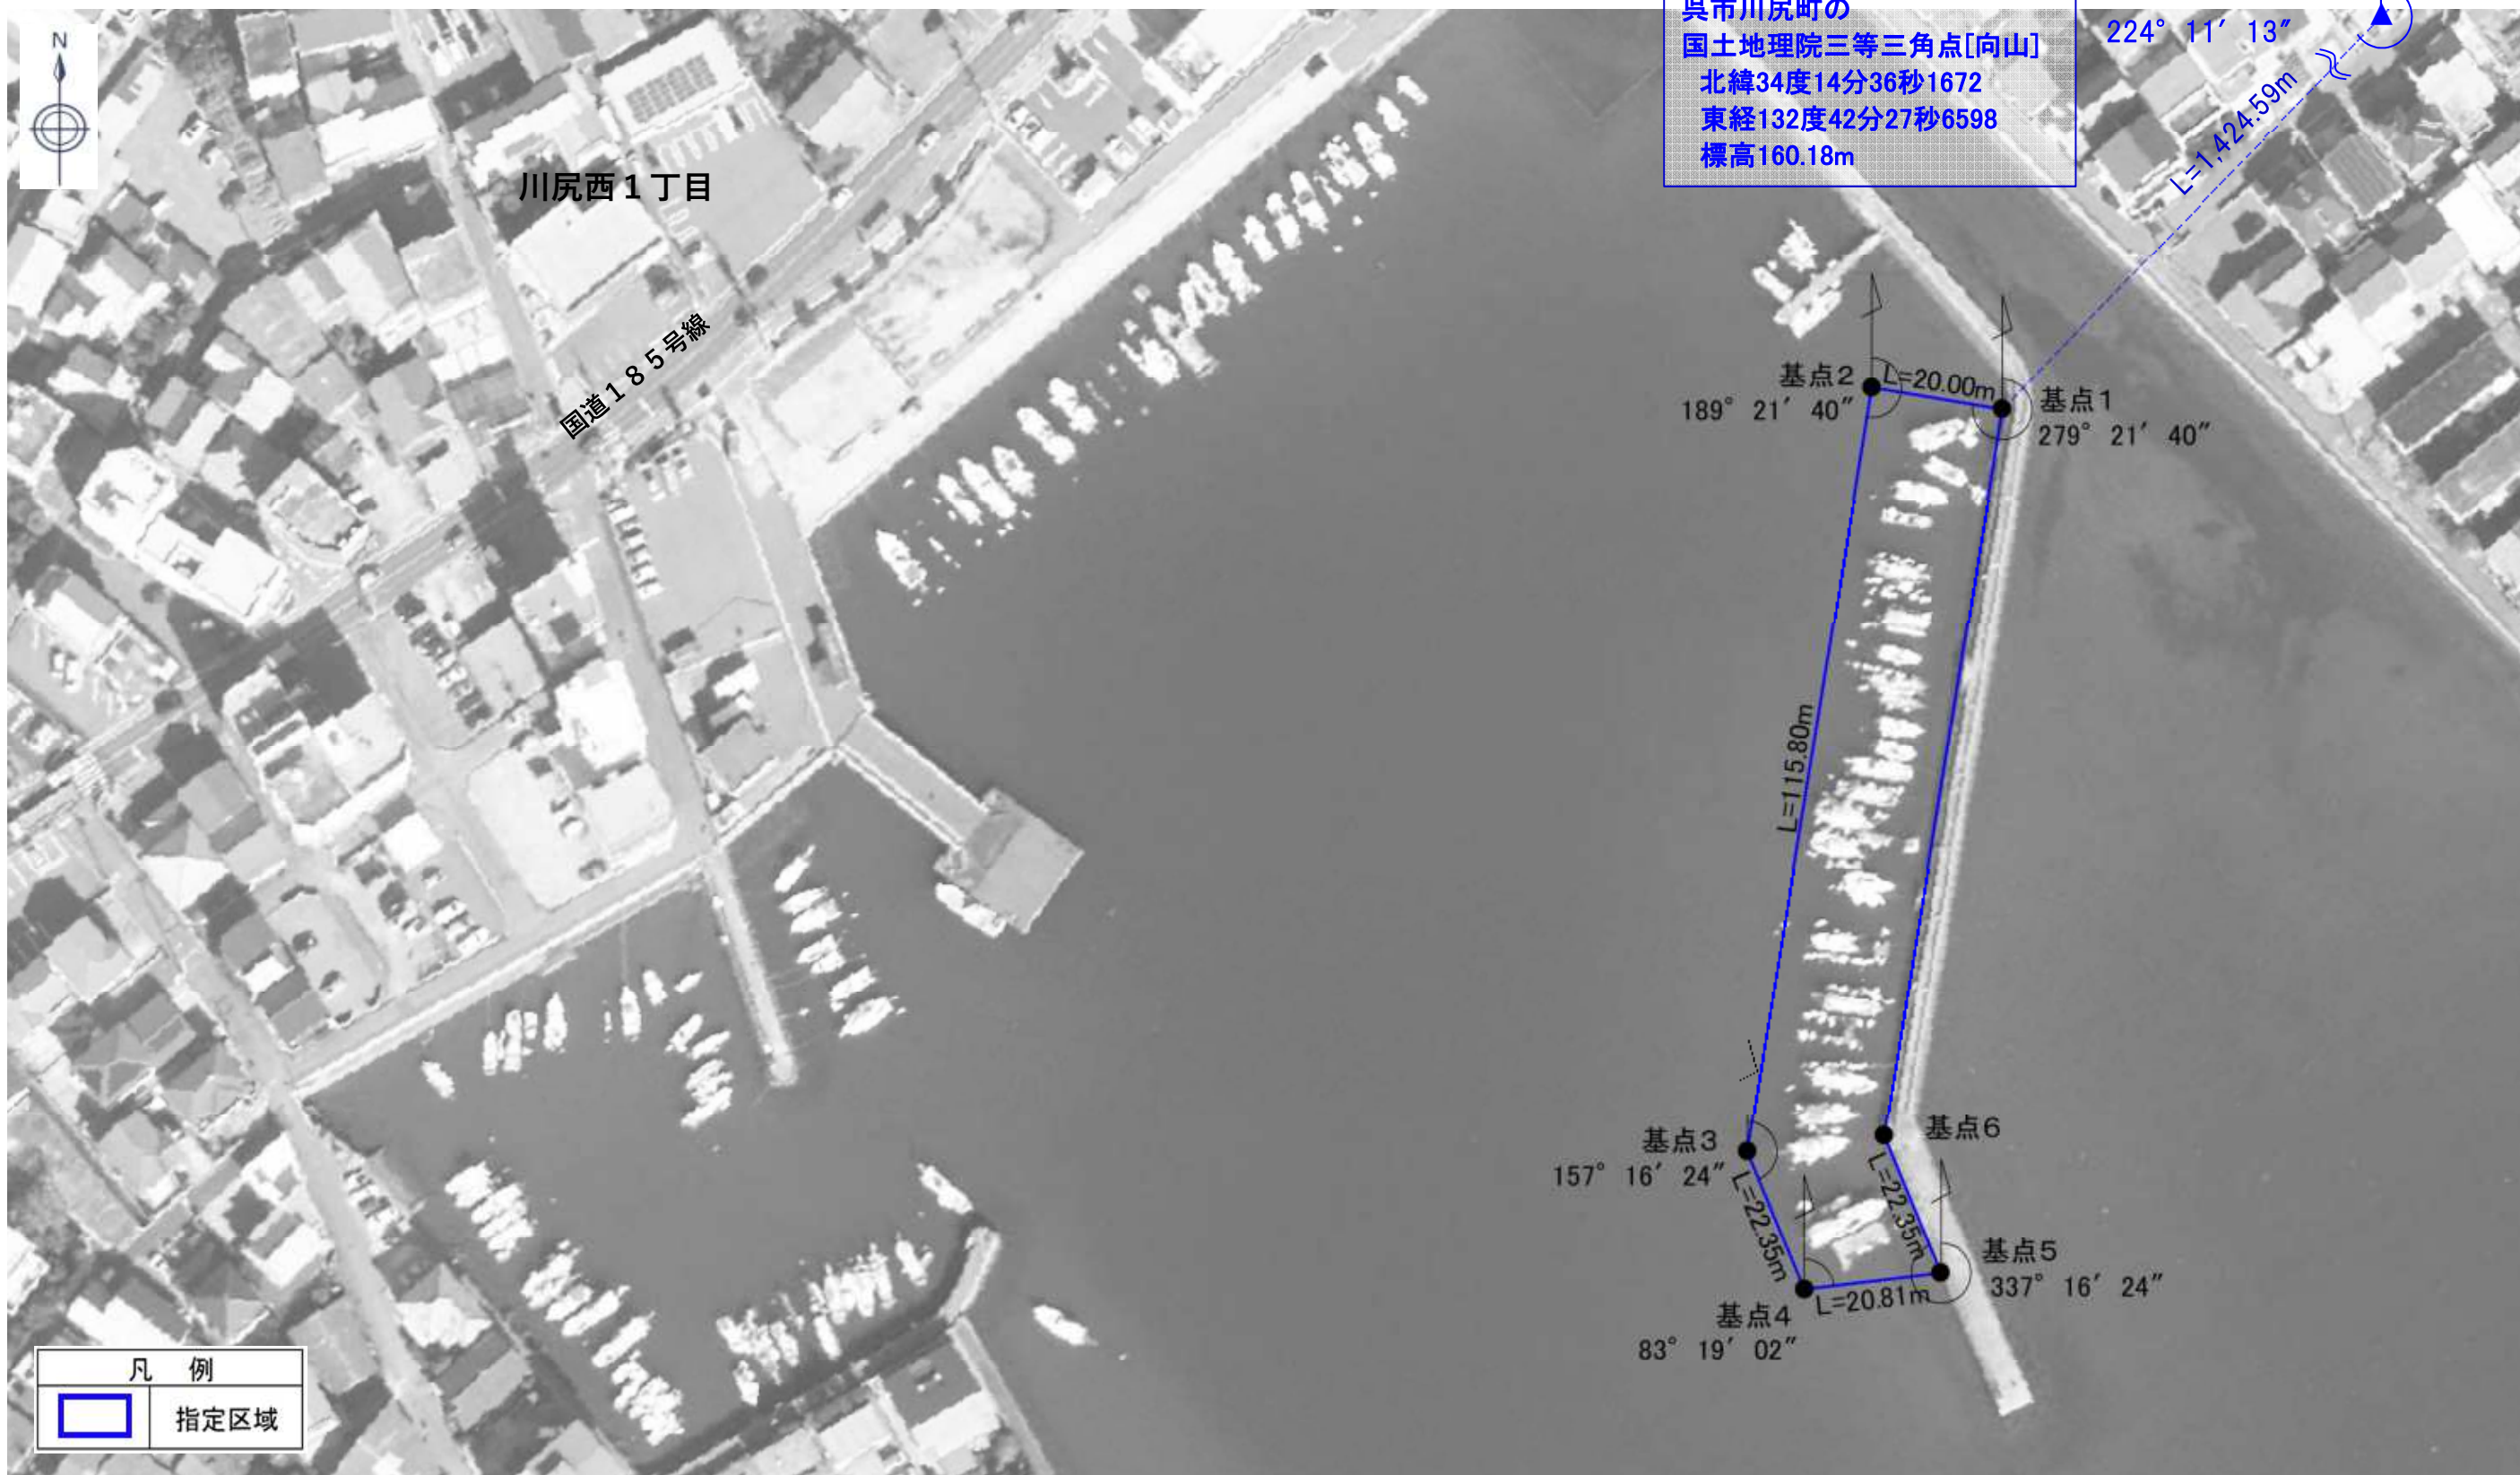 呉市川尻町の
国土地理院三等三角点[向山]
北緯34度14分36秒1672
東経132度42分27秒6598
標高160.18m
224° 11′ 13″
L=1,424.59m
N
川尻西１丁目
国道１８５号線
基点2
189° 21′ 40″
L=20.00m
基点1
279° 21′ 40″
L=115.80m
基点3
157° 16′ 24″
L=22.35m
基点6
L=22.35m
基点5
337° 16′ 24″
基点4
83° 19′ 02″
L=20.81m
凡 例
指定区域